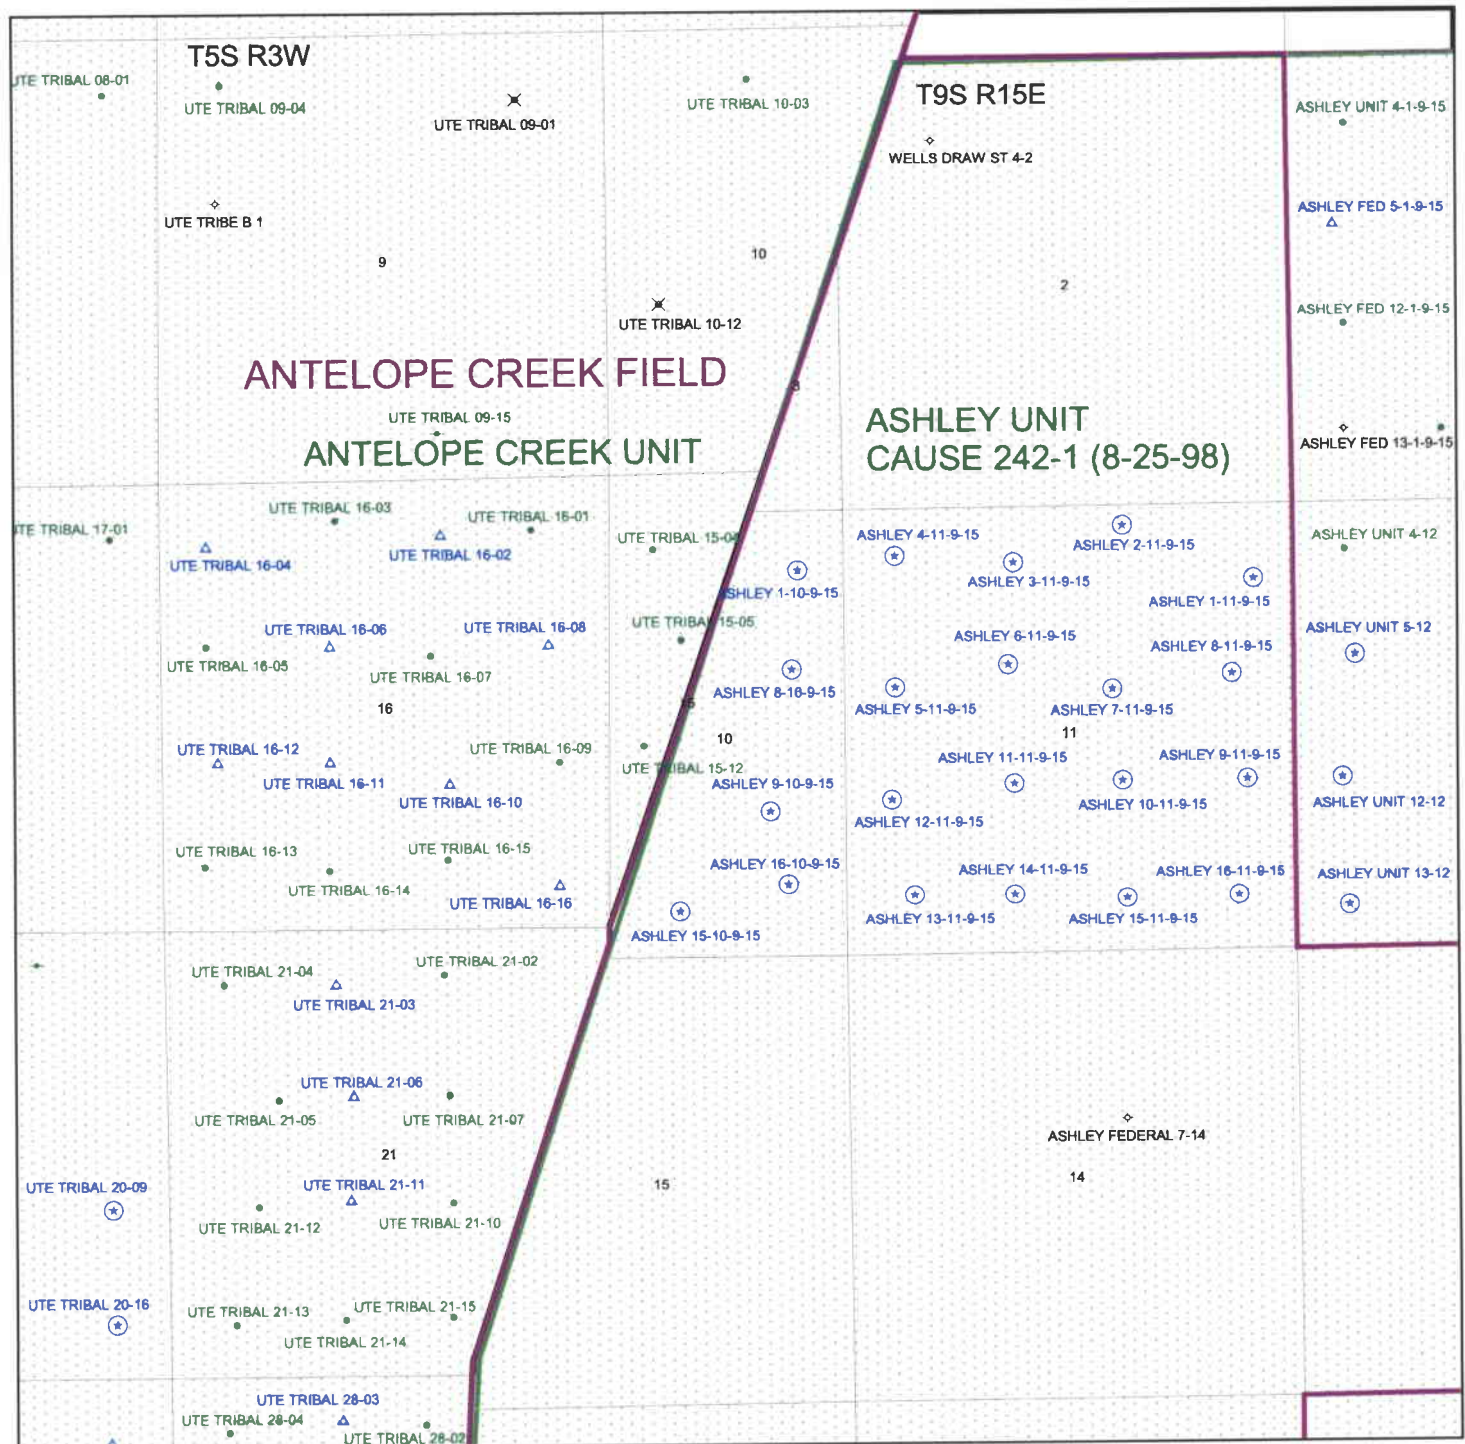 T5S R3W
UTE TRIBAL 08-01
UTE TRIBAL 09-04
UTE TRIBAL 09-01
UTE TRIBAL 10-03
T9S R15E
ASHLEY UNIT 4-1-9-15
WELLS DRAW ST 4-2
UTE TRIBE B 1
ASHLEY FED 5-1-9-15
9
10
2
ASHLEY FED 12-1-9-15
UTE TRIBAL 10-12
ANTELOPE CREEK FIELD
3
UTE TRIBAL 09-15
ANTELOPE CREEK UNIT
ASHLEY UNIT
CAUSE 242-1 (8-25-98)
ASHLEY FED 13-1-9-15
UTE TRIBAL 17-01
UTE TRIBAL 16-03
UTE TRIBAL 16-01
UTE TRIBAL 16-04
UTE TRIBAL 16-02
UTE TRIBAL 15-04
ASHLEY 4-11-9-15
ASHLEY 2-11-9-15
ASHLEY UNIT 4-12
ASHLEY 1-10-9-15
ASHLEY 3-11-9-15
ASHLEY 1-11-9-15
UTE TRIBAL 16-06
UTE TRIBAL 16-08
UTE TRIBAL 15-05
ASHLEY 6-11-9-15
ASHLEY 8-11-9-15
ASHLEY UNIT 5-12
UTE TRIBAL 16-05
UTE TRIBAL 16-07
ASHLEY 8-10-9-15
ASHLEY 5-11-9-15
ASHLEY 7-11-9-15
16
15
10
11
UTE TRIBAL 16-12
UTE TRIBAL 16-09
UTE TRIBAL 15-12
UTE TRIBAL 16-11
UTE TRIBAL 16-10
ASHLEY 9-10-9-15
ASHLEY 11-11-9-15
ASHLEY 9-11-9-15
ASHLEY 12-11-9-15
ASHLEY 10-11-9-15
ASHLEY UNIT 12-12
UTE TRIBAL 16-13
UTE TRIBAL 16-15
UTE TRIBAL 16-14
UTE TRIBAL 16-16
ASHLEY 16-10-9-15
ASHLEY 14-11-9-15
ASHLEY 16-11-9-15
ASHLEY UNIT 13-12
ASHLEY 15-10-9-15
ASHLEY 13-11-9-15
ASHLEY 15-11-9-15
UTE TRIBAL 21-04
UTE TRIBAL 21-02
UTE TRIBAL 21-03
UTE TRIBAL 21-06
UTE TRIBAL 21-05
UTE TRIBAL 21-07
ASHLEY FEDERAL 7-14
21
15
14
UTE TRIBAL 20-09
UTE TRIBAL 21-11
UTE TRIBAL 21-12
UTE TRIBAL 21-10
UTE TRIBAL 20-16
UTE TRIBAL 21-13
UTE TRIBAL 21-15
UTE TRIBAL 21-14
UTE TRIBAL 28-03
UTE TRIBAL 28-04
UTE TRIBAL 28-02